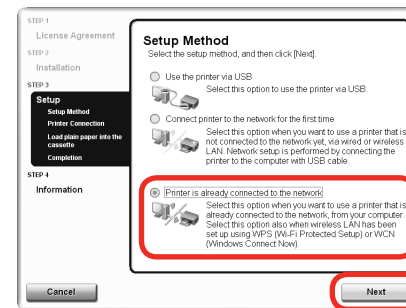 STEP 1
License Agreement
STEP 2
Installation
STEP 3
Setup
Setup Method
Printer Connection
Load plain paper into the
cassette
Completion
STEP 4
Information
Cancel
Setup Method
Select the setup method, and then click [Next].
Use the printer via USB
Select this option to use the printer via USB.
Connect printer to the network for the first time
Select this option when you want to use a printer that is
not connected to the network yet, via wired or wireless
LAN. Network setup is performed by connecting the
printer to the computer with USB cable.
Printer is already connected to the network
Select this option when you want to use a printer that is
already connected to the network, from your computer.
Select this option also when wireless LAN has been
set up using WPS (Wi-Fi Protected Setup) or WCN
(Windows Connect Now).
Next